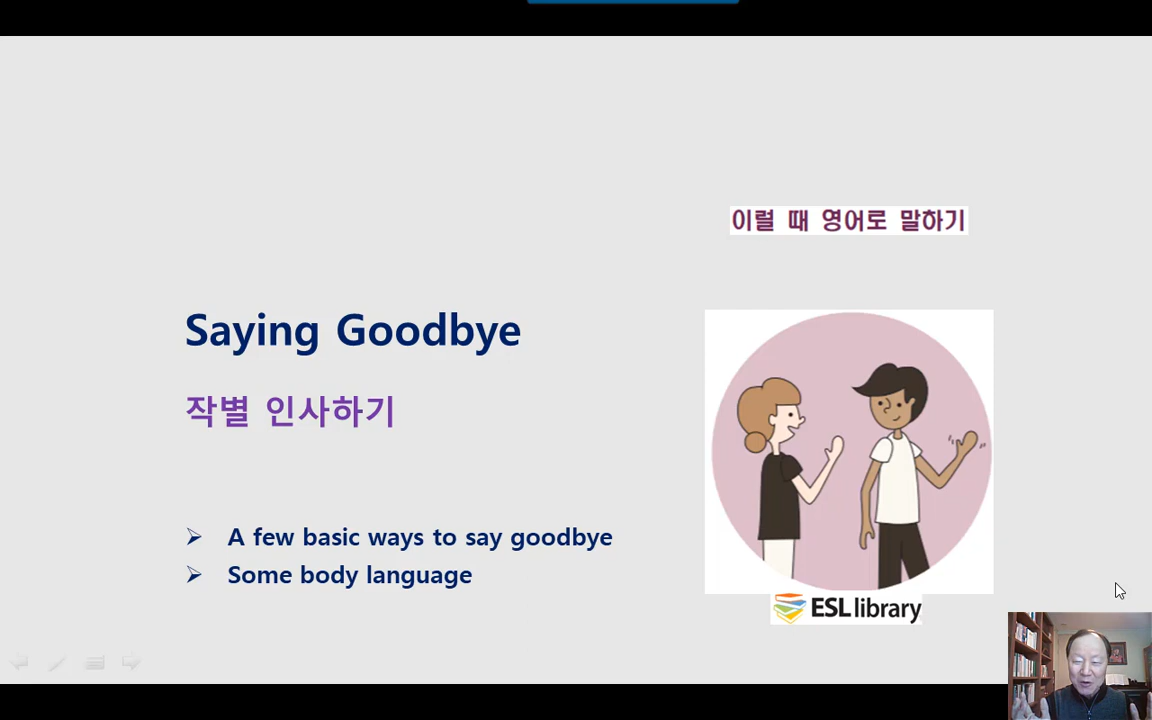 이럴 때 영어로 말하기
Saying Goodbye
작별 인사하기
A few basic ways to say goodbye
Some body language
ESL library